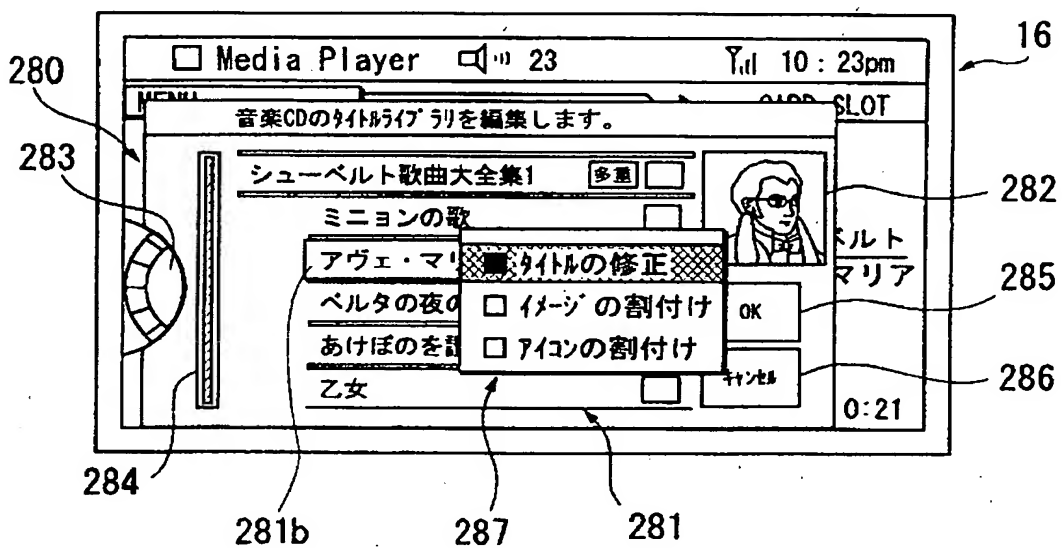 16
Media Player 23 10 : 23pm
280
MENU CARD SLOT
音楽CDのタイトルライブラリを編集します。
283
シューベルト歌曲大全集1 多重
282
ミニョンの歌
ベルト
アヴェ・マリ ■ タイトルの修正
マリア
285
ベルタの夜の □ イメージの割付け OK
あけぼのを □ アイコンの割付け
キャンセル 286
乙女
0:21
284
281b 287 281